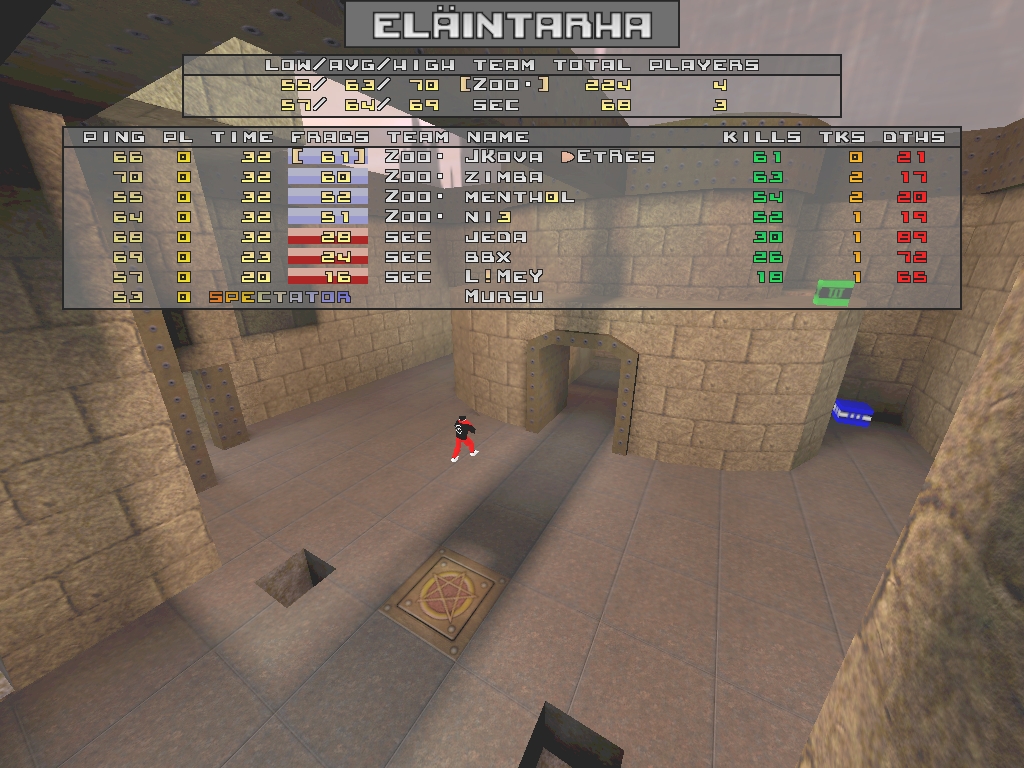 ELÄINTARHA
LOW/AVG/HIGH TEAM TOTAL PLAYERS
55/ 63/ 70 [ZOO·] 224 4
57/ 64/ 69 SEC 68 3
PING PL TIME FRAGS TEAM NAME KILLS TKS DTHS
66 0 32 [ 61] ZOO· JKOVA DETRES 61 0 21
70 0 32 60 ZOO· ZIMBA 63 2 17
55 0 32 52 ZOO· MENTHOL 54 2 20
64 0 32 51 ZOO· NI3 52 1 19
68 0 32 28 SEC JEDA 30 1 89
69 0 23 24 SEC BBX 26 1 72
57 0 20 16 SEC L!MEY 18 1 65
53 0 SPECTATOR MURSU